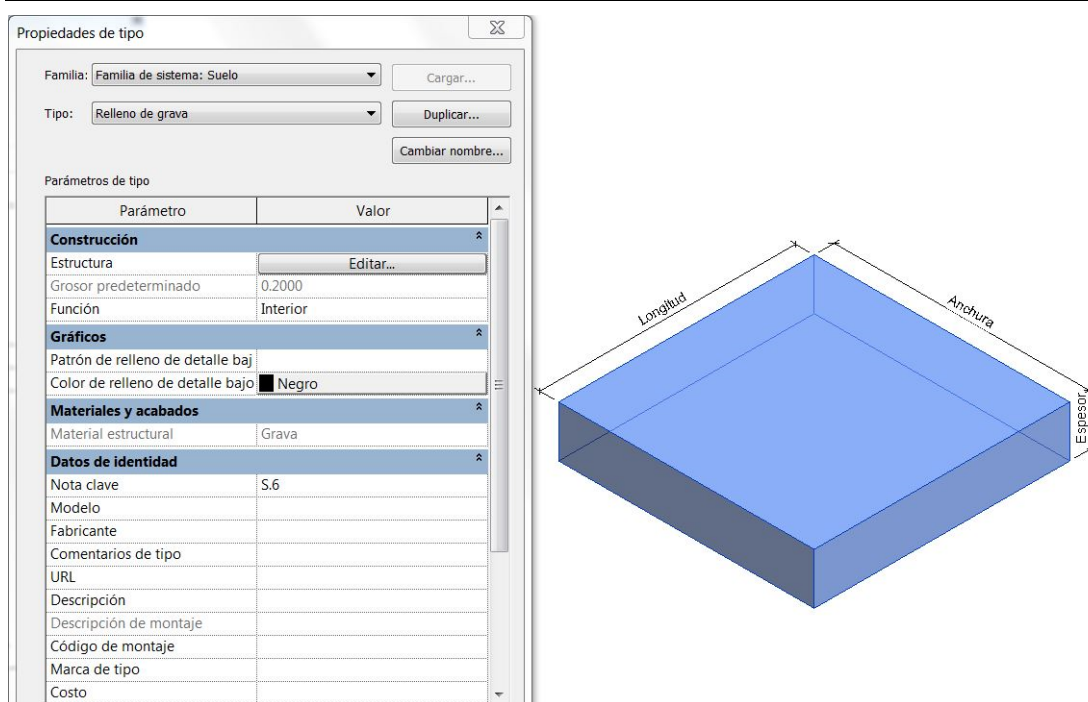 Propiedades de tipo
Familia: Familia de sistema: Suelo Cargar...
Tipo: Relleno de grava Duplicar...
Cambiar nombre...
Parámetros de tipo
Parámetro Valor
Construcción
Estructura Editar...
Grosor predeterminado 0.2000
Función Interior
Gráficos
Patrón de relleno de detalle baj
Color de relleno de detalle bajo Negro
Materiales y acabados
Material estructural Grava
Datos de identidad
Nota clave S.6
Modelo
Fabricante
Comentarios de tipo
URL
Descripción
Descripción de montaje
Código de montaje
Marca de tipo
Costo
Longitud
Anchura
Espesor